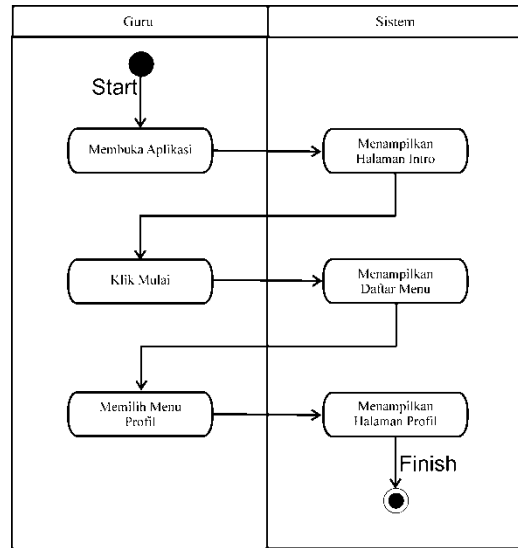 Guru
Sistem
Start
Membuka Aplikasi
Menampilkan
Halaman Intro
Klik Mulai
Menampilkan
Daftar Menu
Memilih Menu
Profil
Menampilkan
Halaman Profil
Finish